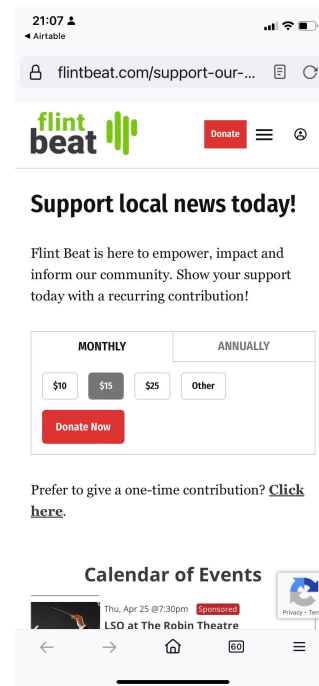 21:07
◀ Airtable
flintbeat.com/support-our-...
flint
beat
Donate
Support local news today!
Flint Beat is here to empower, impact and
inform our community. Show your support
today with a recurring contribution!
MONTHLY
ANNUALLY
$10
$15
$25
Other
Donate Now
Prefer to give a one-time contribution? Click
here.
Calendar of Events
Thu, Apr 25 @7:30pm
Sponsored
LSO at The Robin Theatre
Privacy - Ter
60